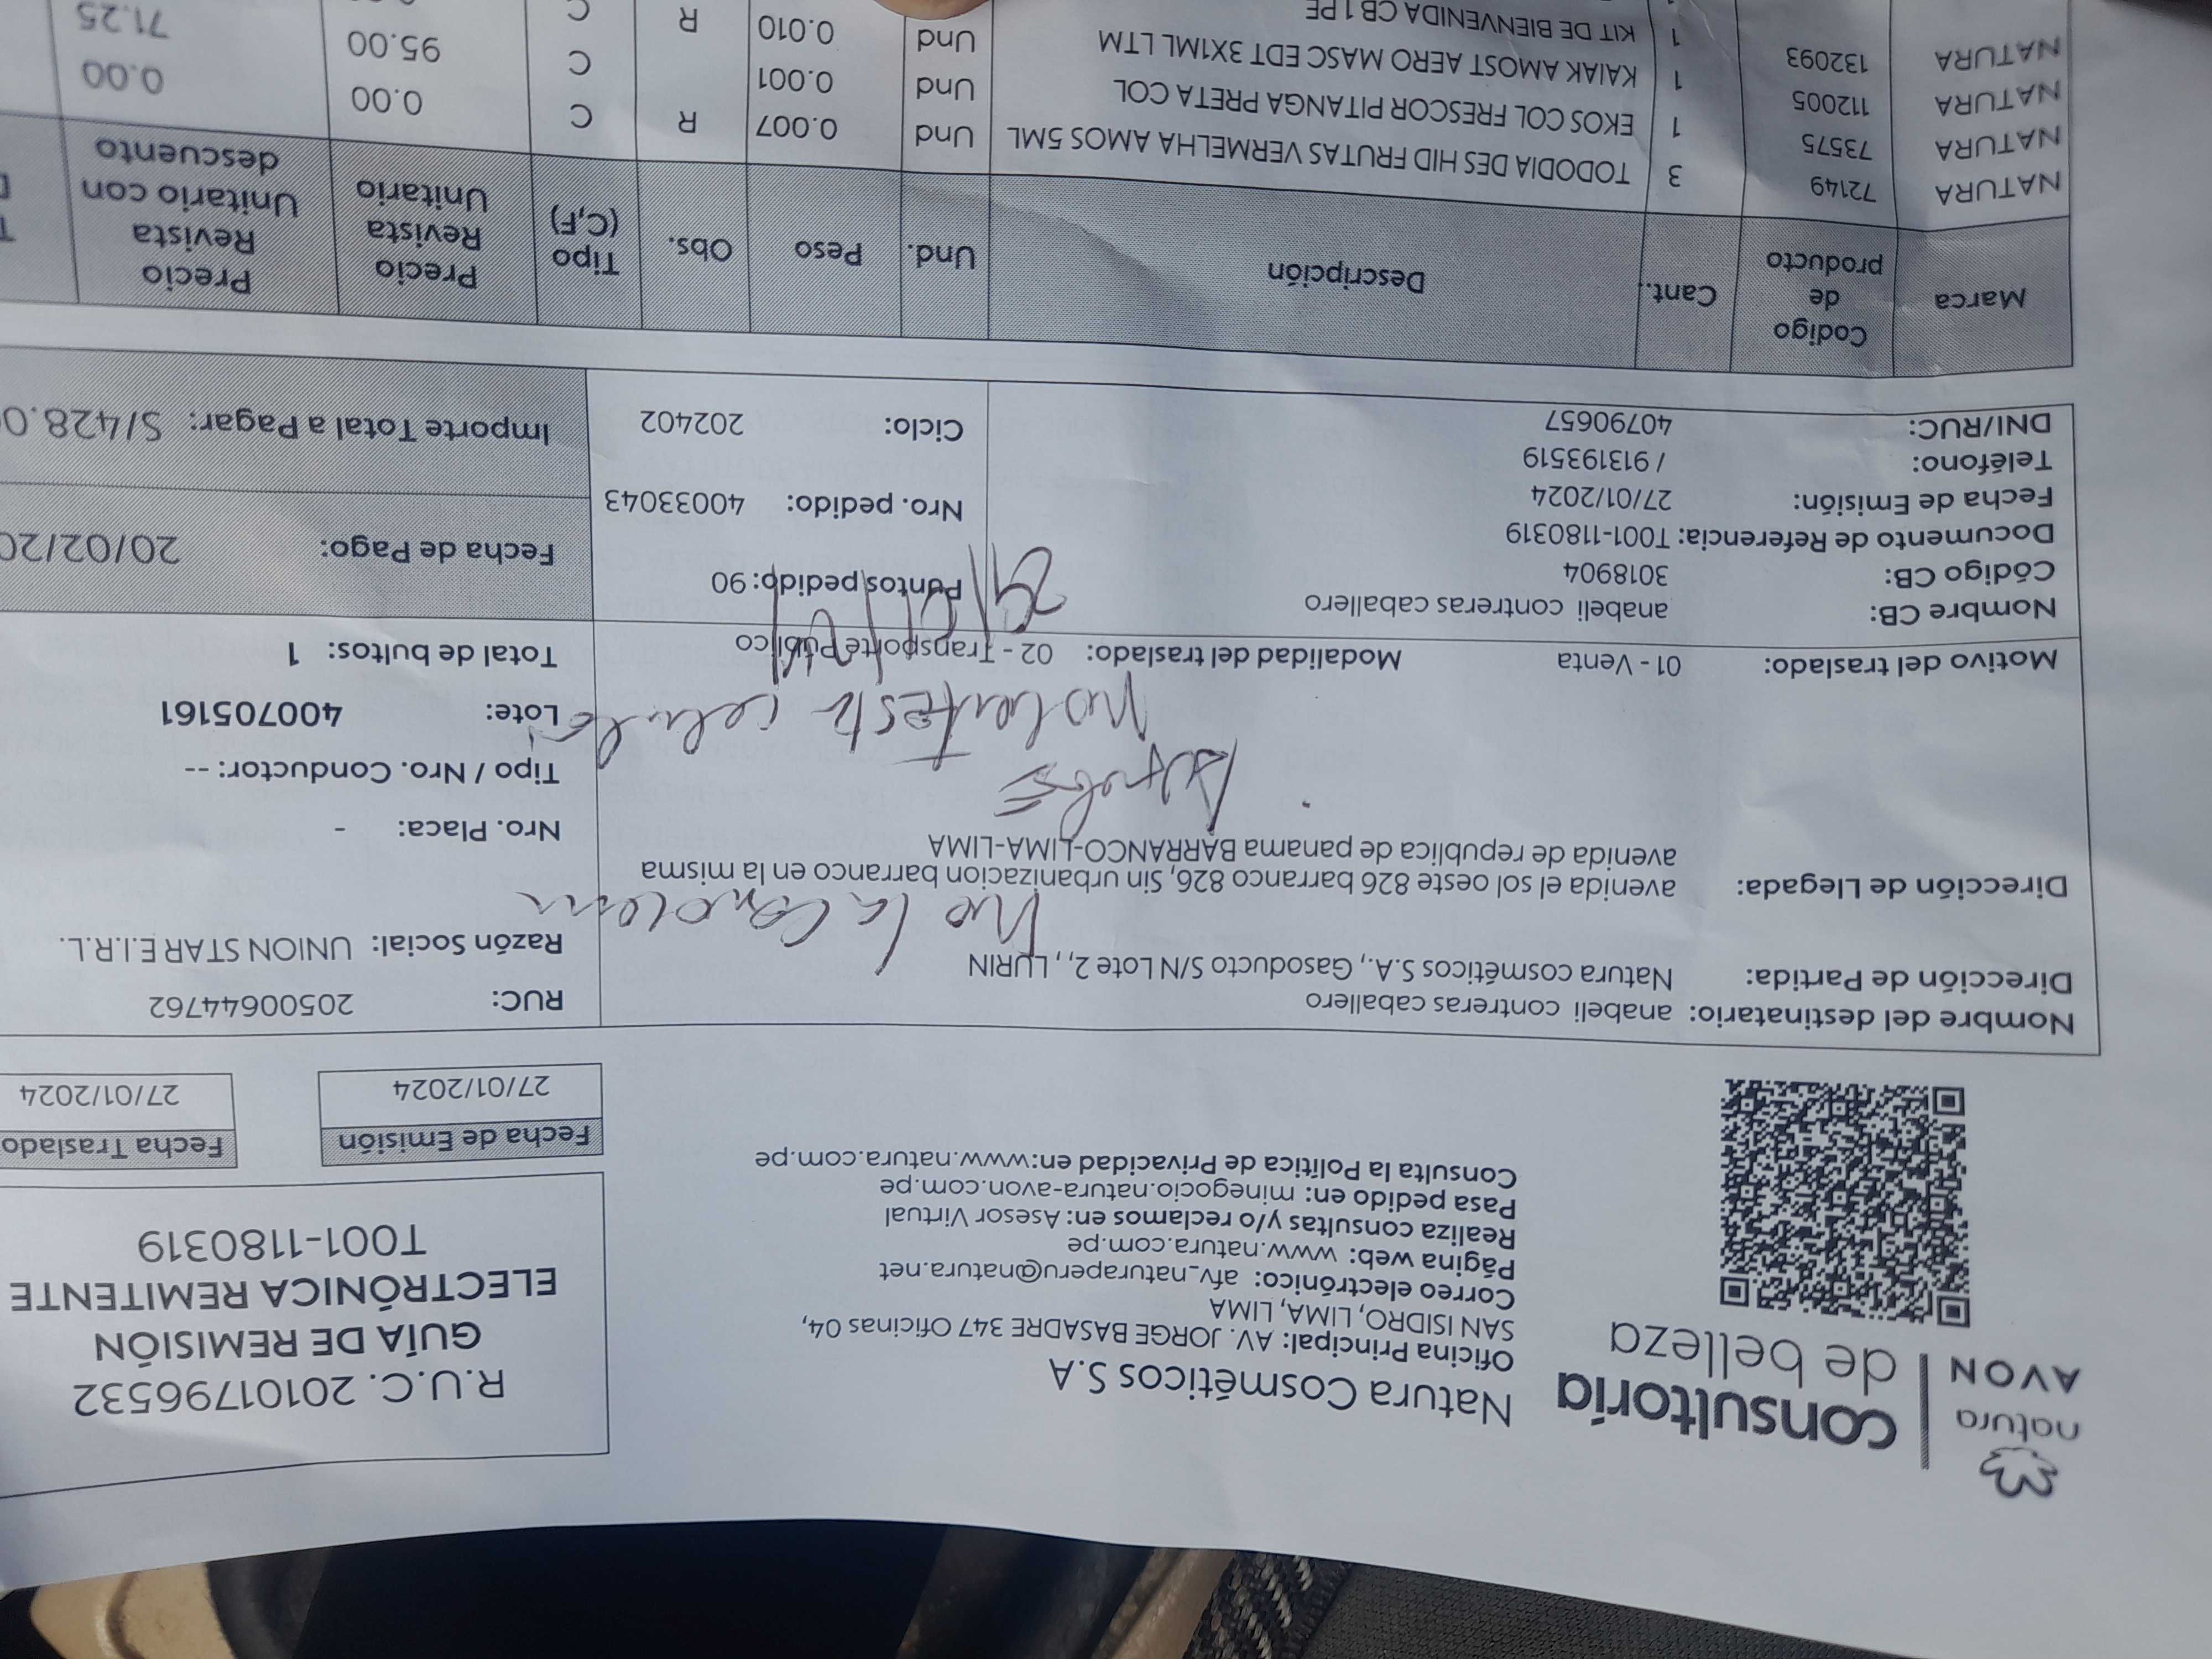 natura
AVON
consultoría
de belleza
Natura Cosméticos S.A
Oficina Principal: AV. JORGE BASADRE 347 Oficinas 04,
SAN ISIDRO, LIMA, LIMA
Correo electrónico: afv_naturaperu@natura.net
Página web: www.natura.com.pe
Realiza consultas y/o reclamos en: Asesor Virtual
Pasa pedido en: minegocio.natura-avon.com.pe
Consulta la Política de Privacidad en:www.natura.com.pe
R.U.C. 20101796532
GUÍA DE REMISIÓN
ELECTRÓNICA REMITENTE
T001-1180319
Fecha de Emisión
27/01/2024
Fecha Traslado
27/01/2024
Nombre del destinatario: anabeli contreras caballero
Dirección de Partida: Natura cosméticos S.A., Gasoducto S/N Lote 2, , LURIN
no la conocen
Dirección de Llegada: avenida el sol oeste 826 barranco 826, Sin urbanizacion barranco en la misma
avenida de republica de panama BARRANCO-LIMA-LIMA
no contesta celular
RUC: 20500644762
Razón Social: UNION STAR E.I.R.L.
Nro. Placa: -
Tipo / Nro. Conductor: --
Lote: 400705161
Total de bultos: 1
Motivo del traslado: 01 - Venta
Modalidad del traslado: 02 - Transporte Público
Nombre CB: anabeli contreras caballero
Código CB: 3018904
Documento de Referencia: T001-1180319
Fecha de Emisión: 27/01/2024
Teléfono: / 913193519
DNI/RUC: 40790657
Puntos pedido: 90
Nro. pedido: 40033043
Ciclo: 202402
Fecha de Pago: 20/02/20
Importe Total a Pagar: S/428.0
Marca Codigo de producto Cant. Descripción Und. Peso Obs. Tipo (C,F) Precio Revista Unitario Precio Revista Unitario con descuento
NATURA 72149 3 TODODIA DES HID FRUTAS VERMELHA AMOS 5ML Und 0.007 R C 0.00 0.00
NATURA 73575 1 EKOS COL FRESCOR PITANGA PRETA COL Und 0.001 C 95.00 71.25
NATURA 112005 1 KAIAK AMOST AERO MASC EDT 3X1ML LTM Und 0.010 R C
NATURA 132093 1 KIT DE BIENVENIDA CB 1 PE